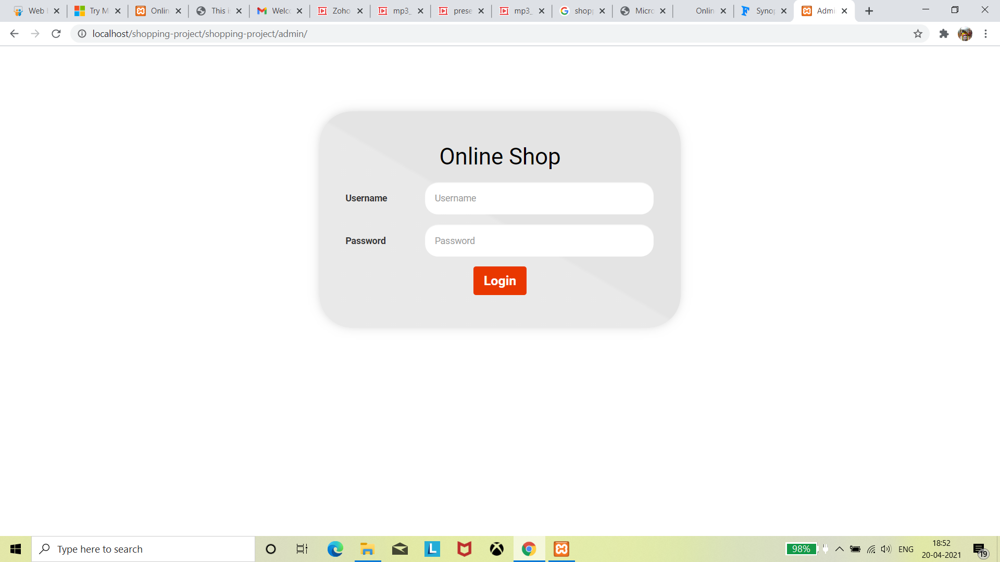 Web
Try M
Onlin
This i
Welc
Zoho
mp3_
prese
mp3_
shop
Micro
Onlin
Synop
Admi
localhost/shopping-project/shopping-project/admin/
Online Shop
Username
Username
Password
Password
Login
Type here to search
L
98%
ENG
18:52
20-04-2021
19